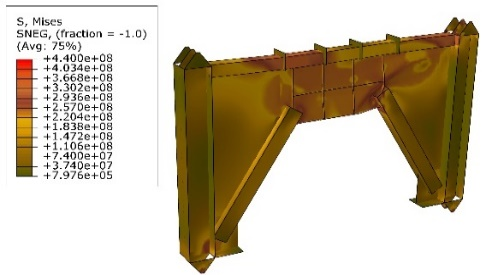 S, Mises
SNEG, (fraction = -1.0)
(Avg: 75%)
+4.400e+08
+4.034e+08
+3.668e+08
+3.302e+08
+2.936e+08
+2.570e+08
+2.204e+08
+1.838e+08
+1.472e+08
+1.106e+08
+7.400e+07
+3.740e+07
+7.976e+05